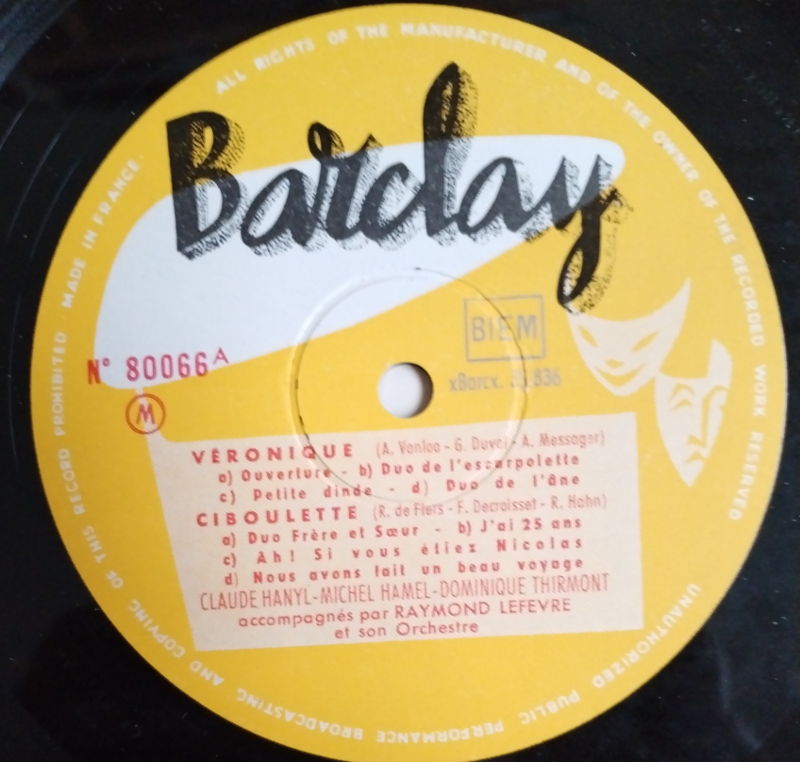 ALL RIGHTS OF THE MANUFACTURER AND OF THE OWNER OF THE RECORDED WORK RESERVED
UNAUTHORIZED PUBLIC PERFORMANCE BROADCASTING AND COPYING OF THIS RECORD PROHIBITED
MADE IN FRANCE
Barclay
BIEM
N° 80066 A
xBarcx. 836
M
VÉRONIQUE (A. Vanloo - G. Duval - A. Messager)
a) Ouverture - b) Duo de l'escarpolette
c) Petite dinde - d) Duo de l'âne
CIBOULETTE (R. de Flers - F. Decroisset - R. Hahn)
a) Duo Frère et Sœur - b) J'ai 25 ans
c) Ah! Si vous étiez Nicolas
d) Nous avons fait un beau voyage
CLAUDE HANYL-MICHEL HAMEL-DOMINIQUE THIRMONT
accompagnés par RAYMOND LEFEVRE
et son Orchestre